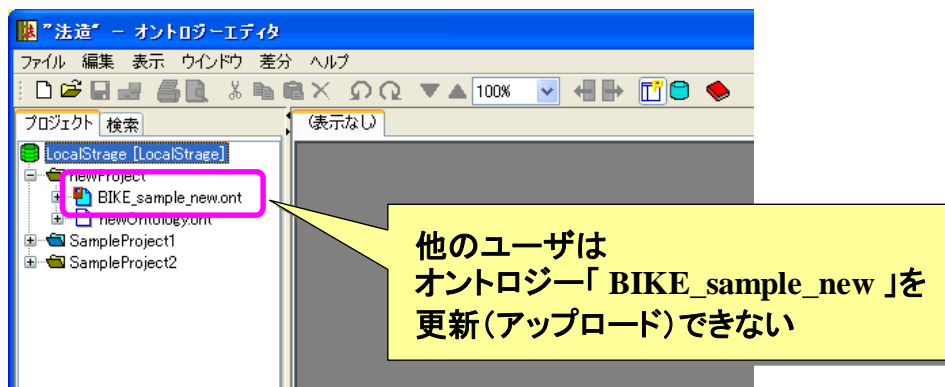 "法造" － オントロジーエディタ
ファイル 編集 表示 ウインドウ 差分 ヘルプ
100%
プロジェクト 検索 (表示なし)
LocalStrage [LocalStrage]
newProject
BIKE_sample_new.ont
newOntology.ont
SampleProject1
SampleProject2
他のユーザは
オントロジー「 BIKE_sample_new 」を
更新（アップロード）できない